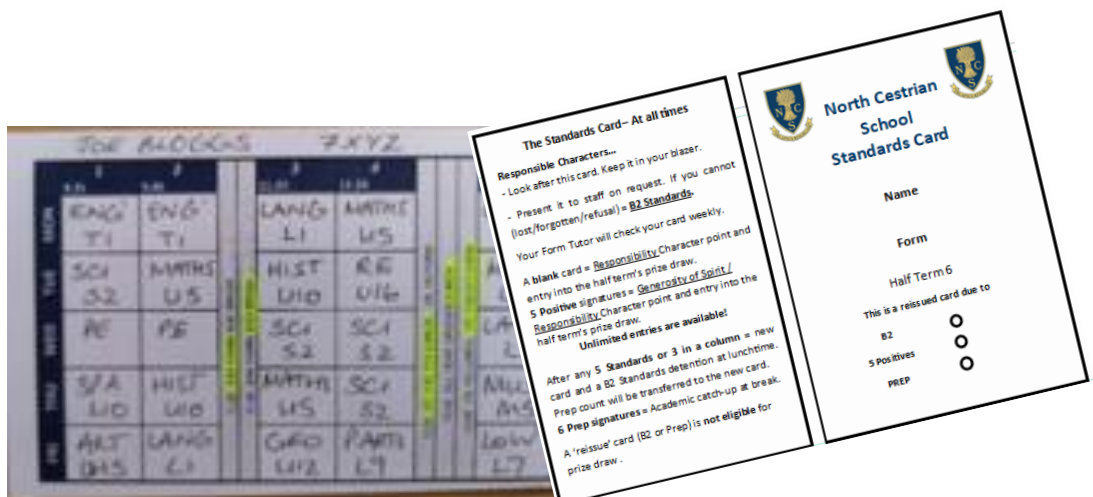 JOE BLOGGS 7XYZ
1 2 3 4
MON ENG ENG LANG MATHS
T1 T1 L1 U5
TUE SCI MATHS HIST RE
S2 U5 U10 U16
PE PE SCI SCI
S2 S2
THU SPA HIST MATHS SCI
U10 U10 U5 S2
FRI ART LANG GEO P.ARTS
L1 U12 L9
L7
The Standards Card– At all times
Responsible Characters...
- Look after this card. Keep it in your blazer.
- Present it to staff on request. If you cannot
(lost/forgotten/refusal) = B2 Standards.
Your Form Tutor will check your card weekly.
A blank card = Responsibility Character point and
entry into the half term's prize draw.
5 Positive signatures = Generosity of Spirit /
Responsibility Character point and entry into the
half term's prize draw.
Unlimited entries are available!
After any 5 Standards or 3 in a column = new
card and a B2 Standards detention at lunchtime.
Prep count will be transferred to the new card.
6 Prep signatures = Academic catch-up at break.
A 'reissue' card (B2 or Prep) is not eligible for
prize draw .
N C S
N C S
North Cestrian
School
Standards Card
Name
Form
Half Term 6
This is a reissued card due to
B2
5 Positives
PREP